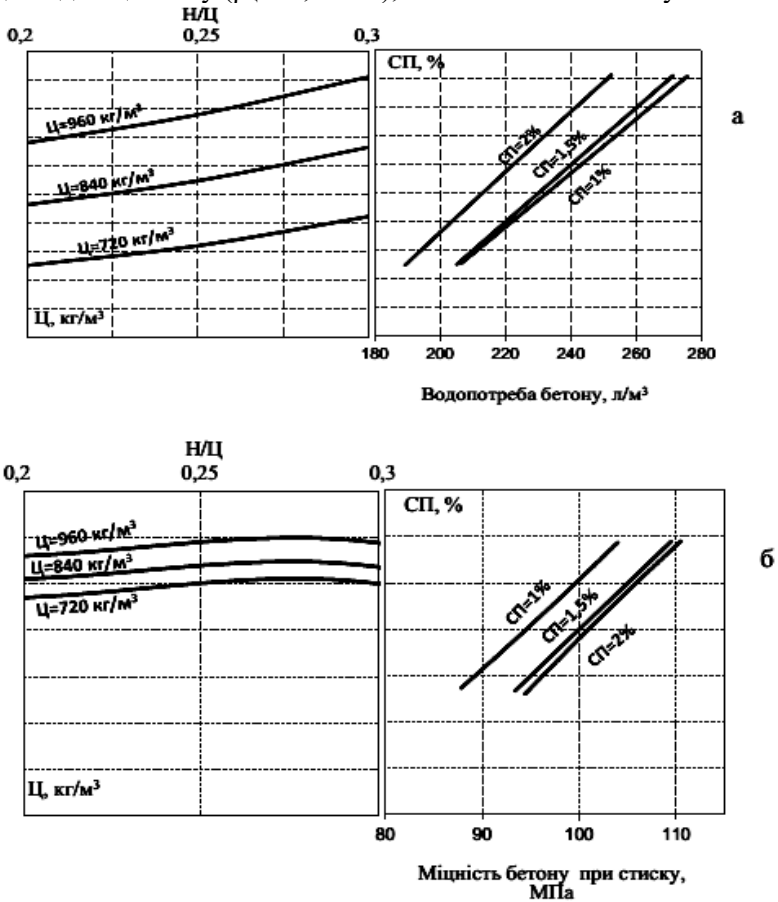 Н/Ц
0,2 0,25 0,3
СП, %
Ц=960 кг/м³
Ц=840 кг/м³
Ц=720 кг/м³
СП=2%
СП=1,5%
СП=1%
а
Ц, кг/м³
180 200 220 240 260 280
Водопотреба бетону, л/м³
Н/Ц
0,2 0,25 0,3
СП, %
Ц=960 кг/м³
Ц=840 кг/м³
Ц=720 кг/м³
СП=1%
СП=1,5%
СП=2%
б
Ц, кг/м³
80 90 100 110
Міцність бетону при стиску,
МПа